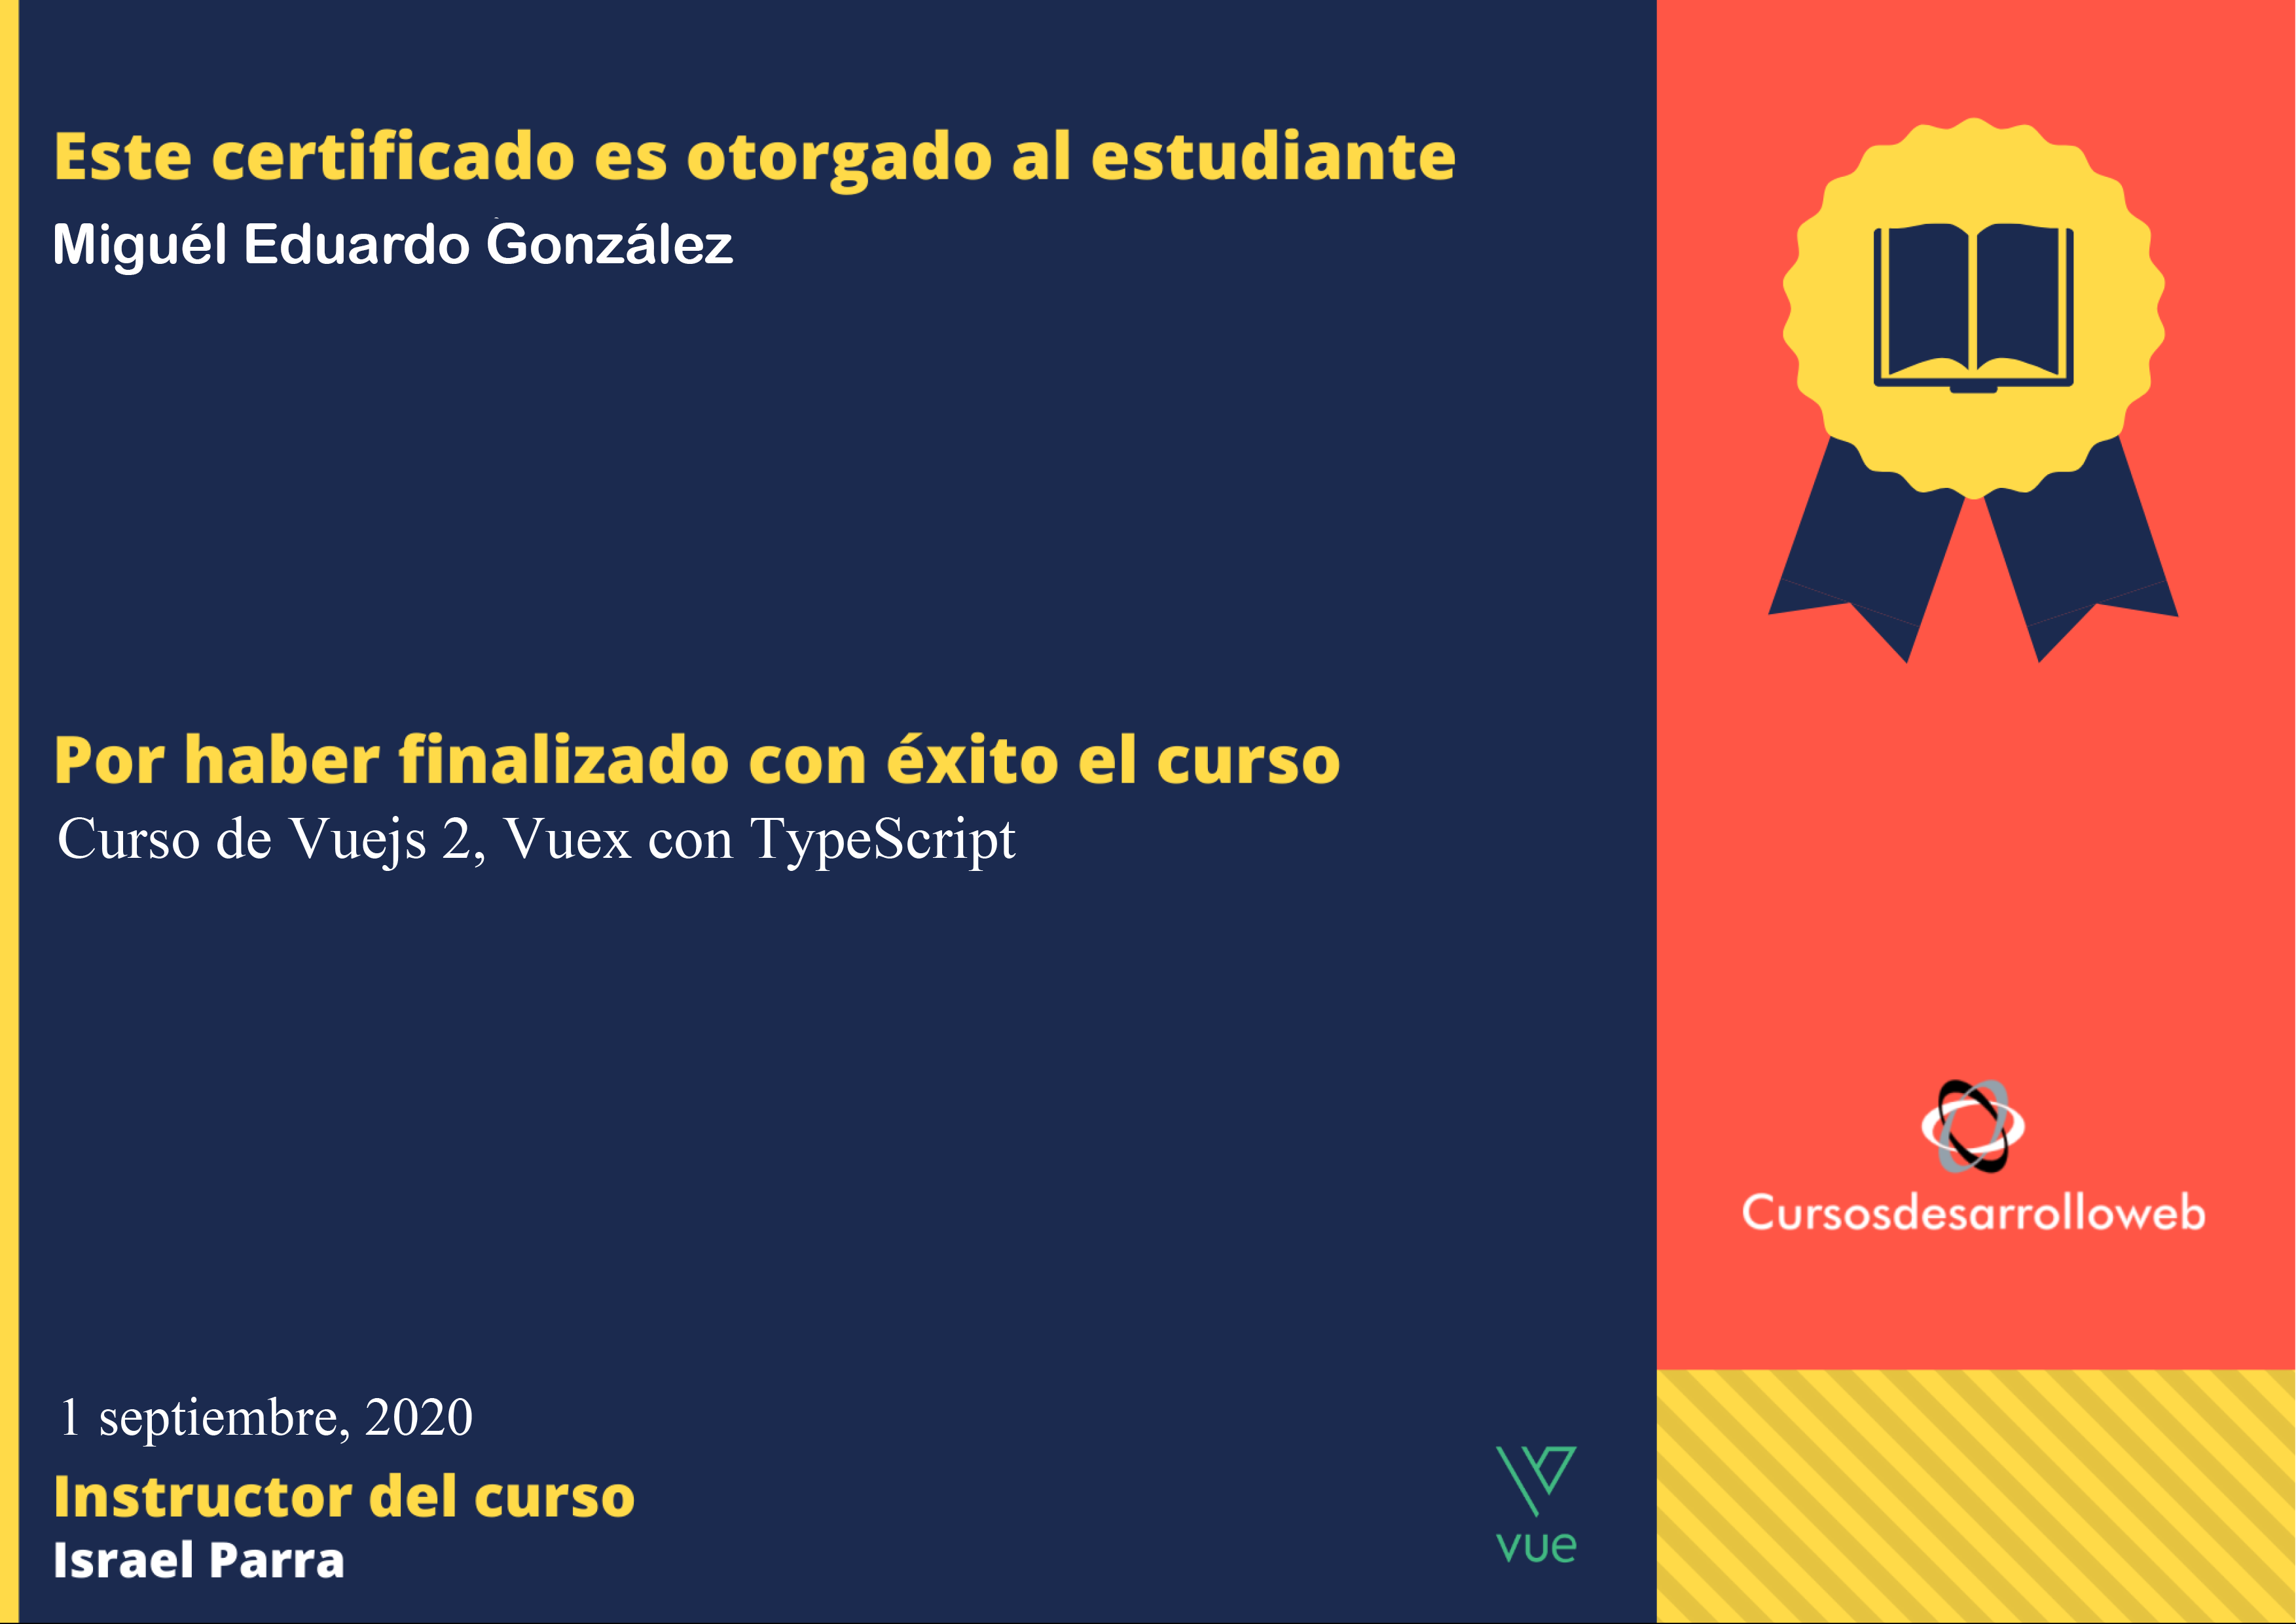 Este certificado es otorgado al estudiante
Miguél Eduardo González
Por haber finalizado con éxito el curso
Curso de Vuejs 2, Vuex con TypeScript
Cursosdesarrolloweb
1 septiembre, 2020
Instructor del curso
Israel Parra
vue